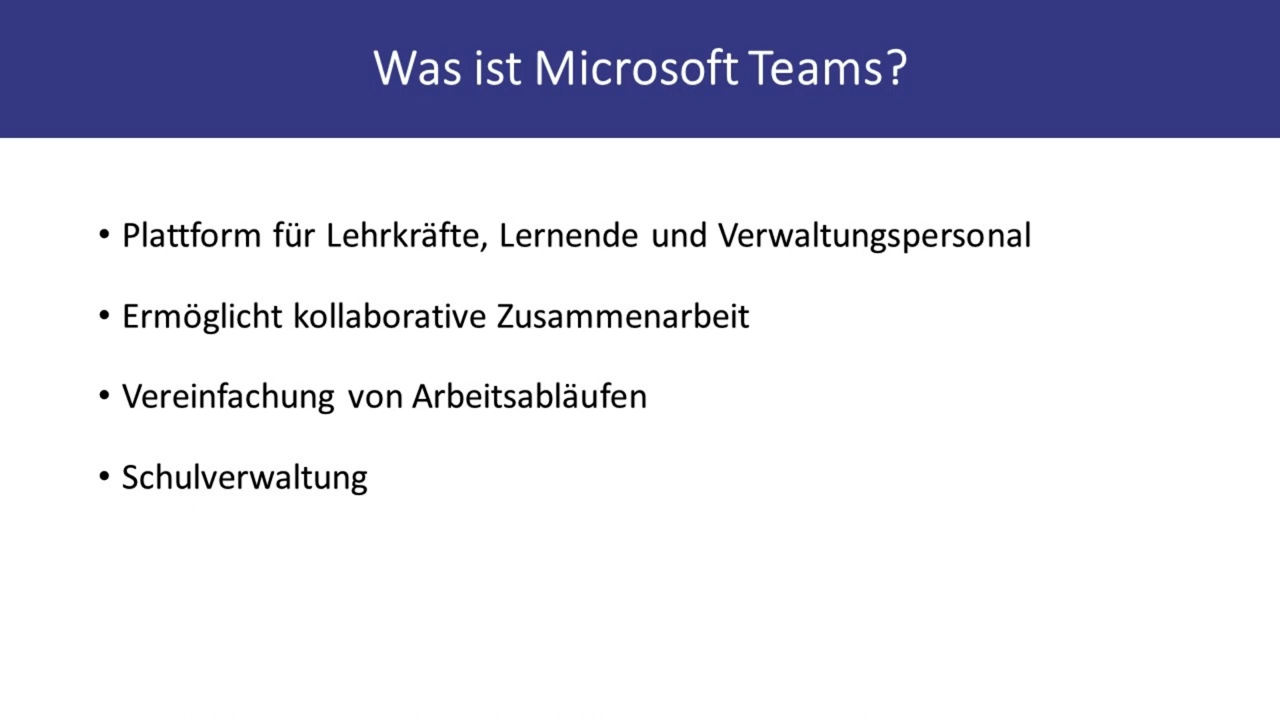 Was ist Microsoft Teams?
• Plattform für Lehrkräfte, Lernende und Verwaltungspersonal
• Ermöglicht kollaborative Zusammenarbeit
• Vereinfachung von Arbeitsabläufen
• Schulverwaltung